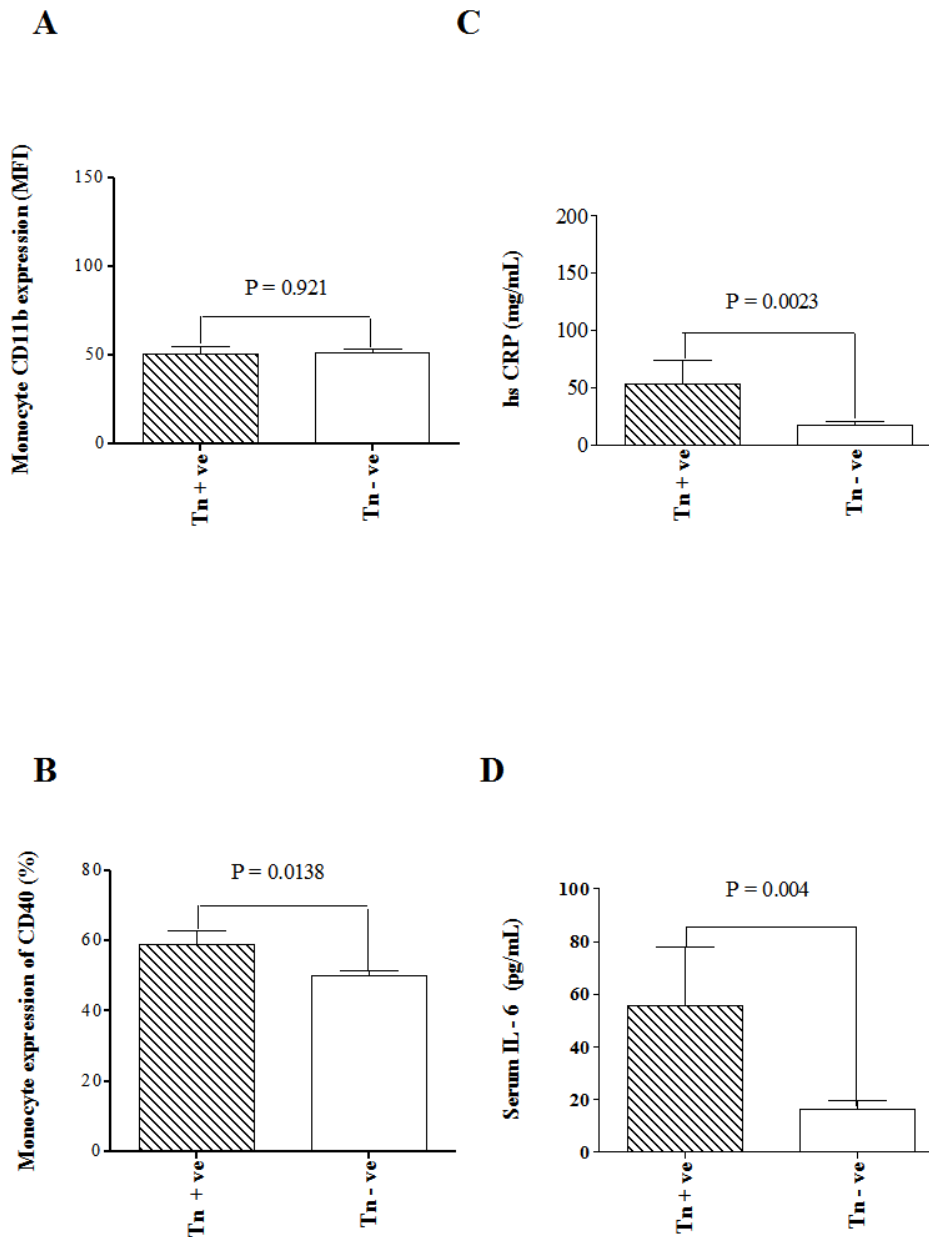 A
Monocyte CD11b expression (MFI)
150
100
50
0
P = 0.921
Tn + ve
Tn - ve
C
hs CRP (mg/mL)
200
150
100
50
0
P = 0.0023
Tn + ve
Tn - ve
B
Monocyte expression of CD40 (%)
80
60
40
20
0
P = 0.0138
Tn + ve
Tn - ve
D
Serum IL - 6 (pg/mL)
100
80
60
40
20
0
P = 0.004
Tn + ve
Tn - ve